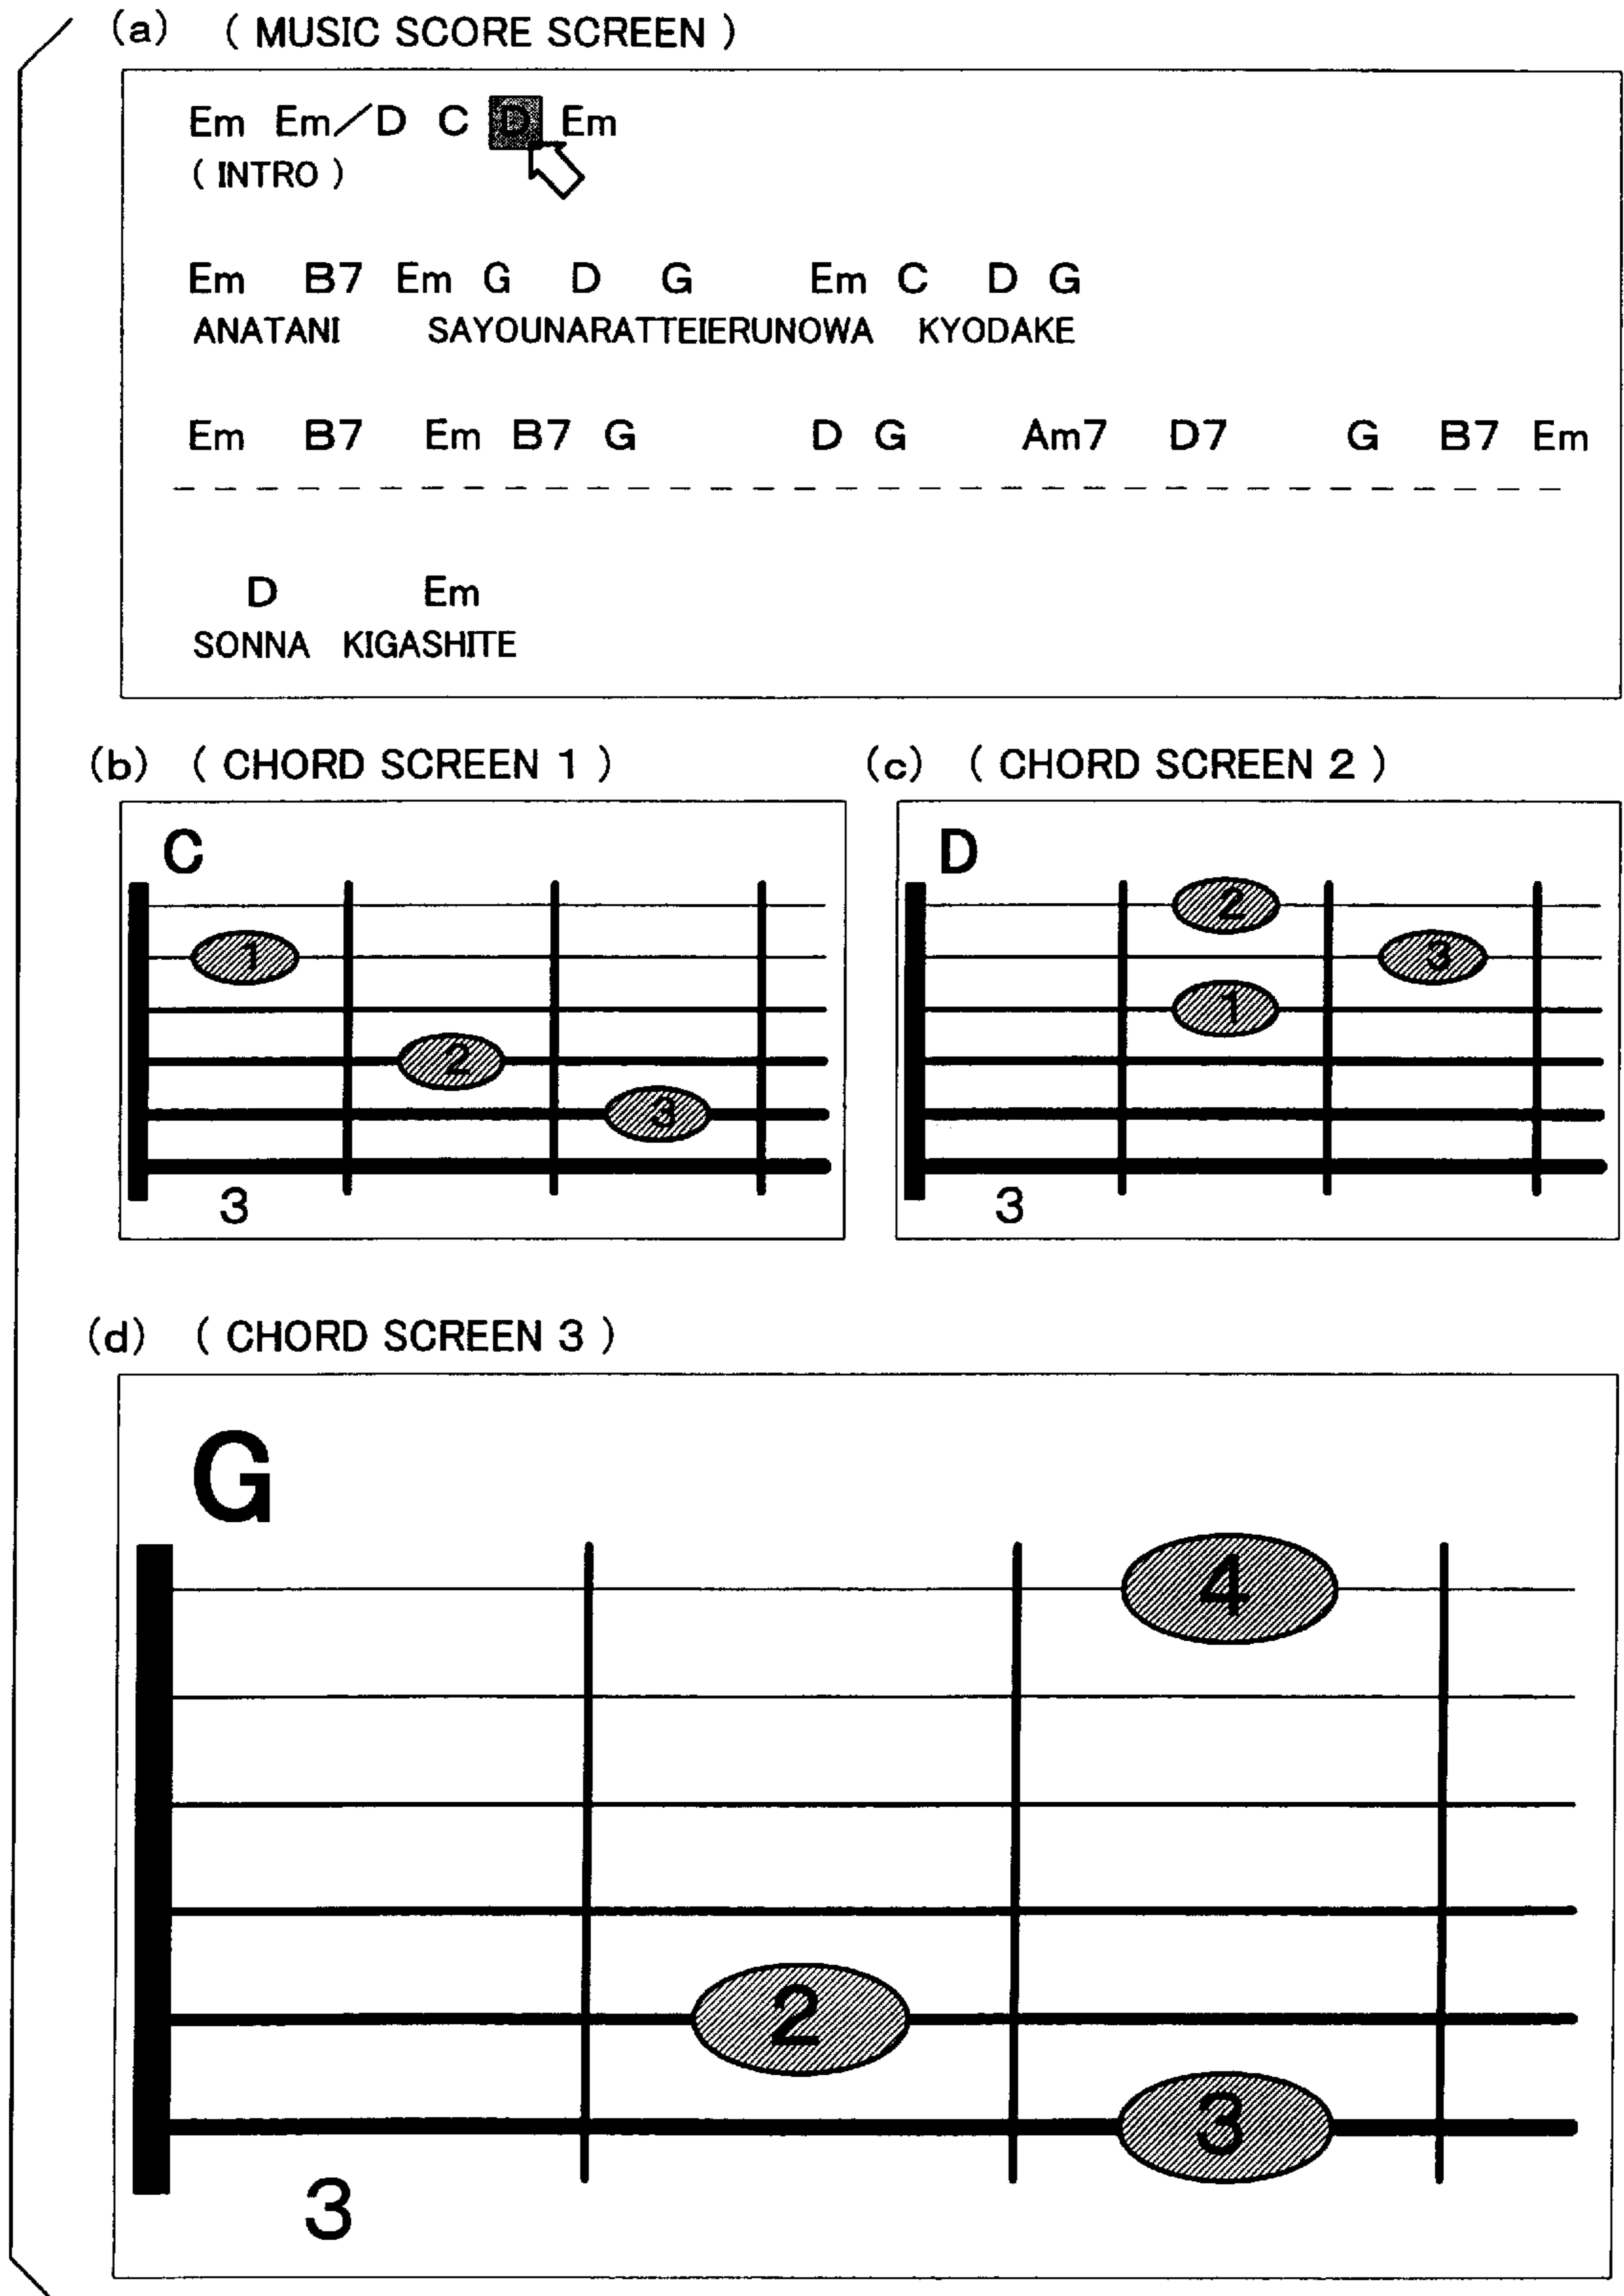 (a) ( MUSIC SCORE SCREEN )
Em Em/D C D Em
( INTRO )
Em B7 Em G D G Em C D G
ANATANI SAYOUNARATTEIERUNOWA KYODAKE
Em B7 Em B7 G D G Am7 D7 G B7 Em
D Em
SONNA KIGASHITE
(b) ( CHORD SCREEN 1 )
C
1
2
3
3
(c) ( CHORD SCREEN 2 )
D
2
3
1
3
(d) ( CHORD SCREEN 3 )
G
4
2
3
3